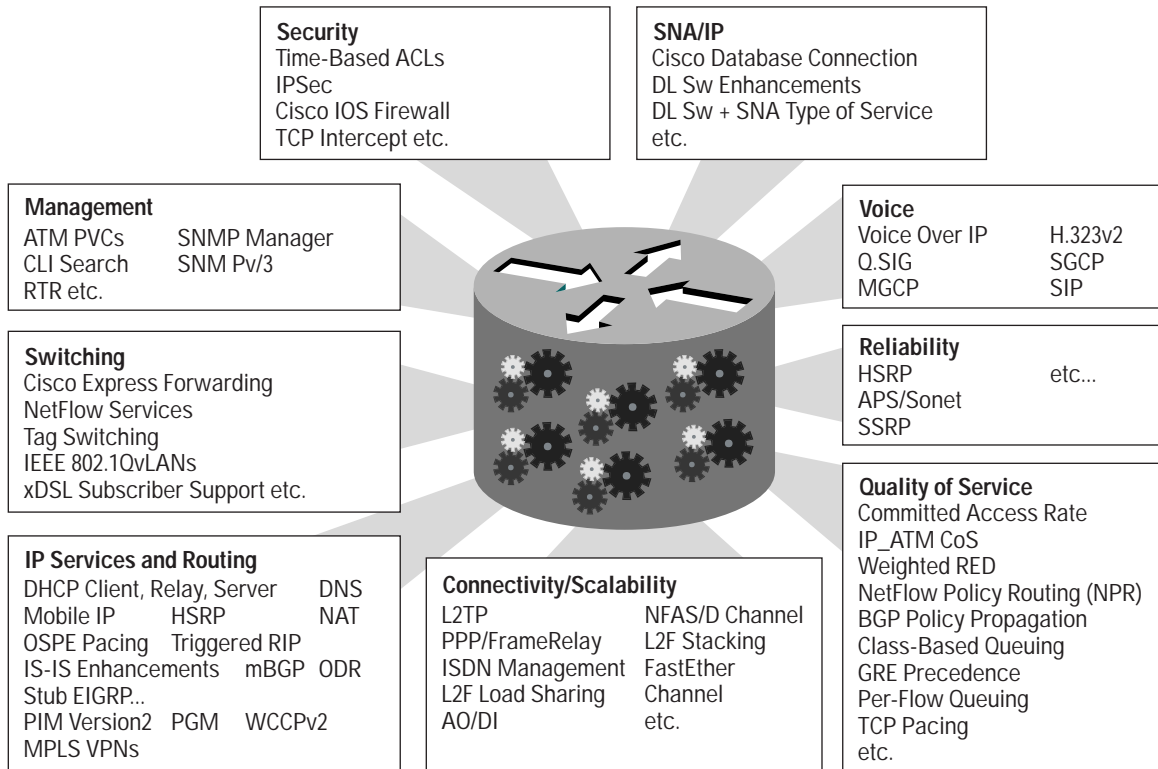 Security
Time-Based ACLs
IPSec
Cisco IOS Firewall
TCP Intercept etc.
SNA/IP
Cisco Database Connection
DL Sw Enhancements
DL Sw + SNA Type of Service
etc.
Management
ATM PVCs SNMP Manager
CLI Search SNM Pv/3
RTR etc.
Voice
Voice Over IP H.323v2
Q.SIG SGCP
MGCP SIP
Switching
Cisco Express Forwarding
NetFlow Services
Tag Switching
IEEE 802.1QvLANs
xDSL Subscriber Support etc.
Reliability
HSRP etc...
APS/Sonet
SSRP
IP Services and Routing
DHCP Client, Relay, Server DNS
Mobile IP HSRP NAT
OSPE Pacing Triggered RIP
IS-IS Enhancements mBGP ODR
Stub EIGRP...
PIM Version2 PGM WCCPv2
MPLS VPNs
Connectivity/Scalability
L2TP NFAS/D Channel
PPP/FrameRelay L2F Stacking
ISDN Management FastEther
L2F Load Sharing Channel
AO/DI etc.
Quality of Service
Committed Access Rate
IP_ATM CoS
Weighted RED
NetFlow Policy Routing (NPR)
BGP Policy Propagation
Class-Based Queuing
GRE Precedence
Per-Flow Queuing
TCP Pacing
etc.